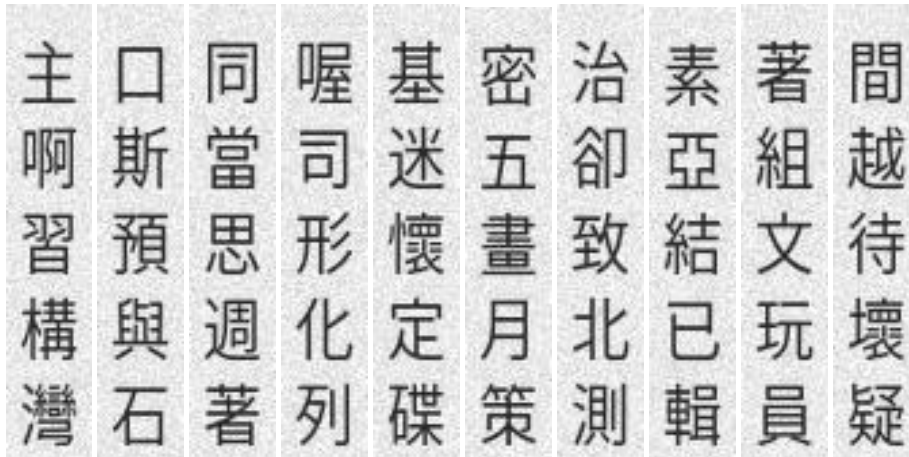 間越待壞疑
著組文玩員
素亞結已輯
治卻致北測
密五畫月策
基迷懷定碟
喔司形化列
同當思週著
口斯預與石
主啊習構灣